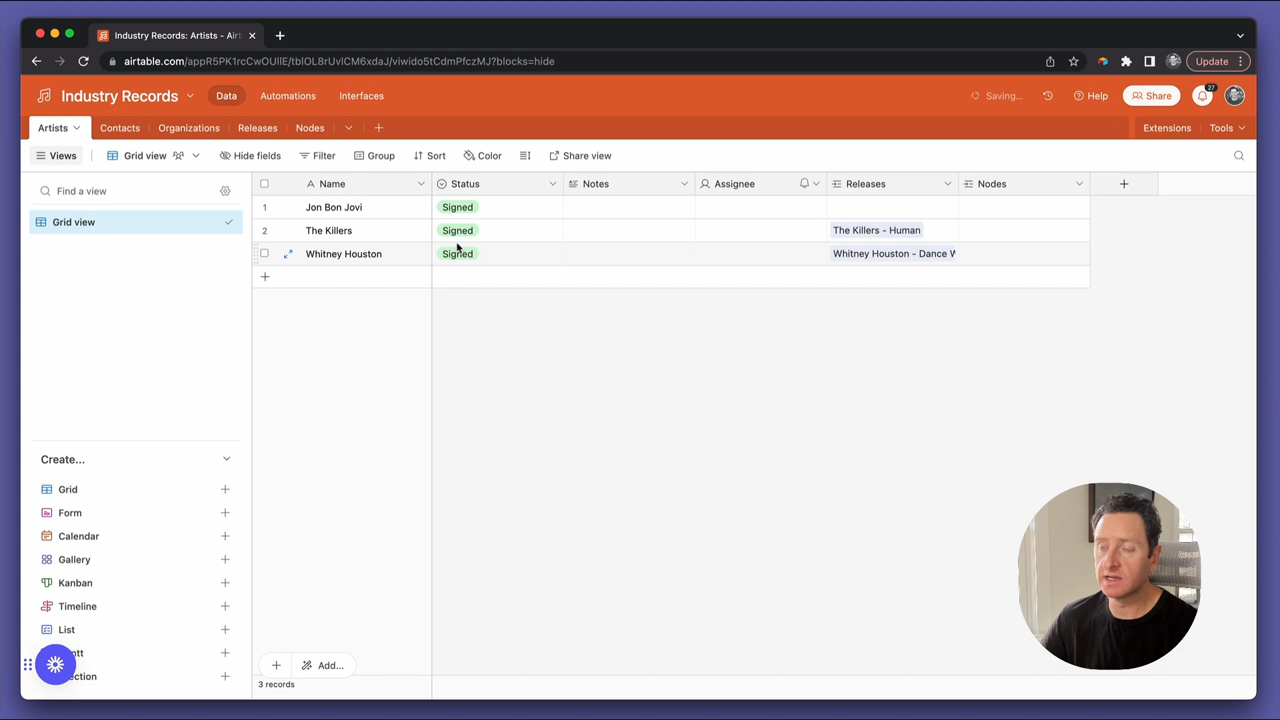 Industry Records: Artists - Airt
airtable.com/appR5PK1rcCwOUIIE/tblOL8rUvlCM6xdaJ/viwido5tCdmPfczMJ?blocks=hide
Update
Industry Records
Data
Automations
Interfaces
Saving...
Help
Share
27
Artists
Contacts
Organizations
Releases
Nodes
Extensions
Tools
Views
Grid view
Hide fields
Filter
Group
Sort
Color
Share view
Find a view
Name
Status
Notes
Assignee
Releases
Nodes
Grid view
1 Jon Bon Jovi Signed
2 The Killers Signed The Killers - Human
Whitney Houston Signed Whitney Houston - Dance W
Create...
Grid
Form
Calendar
Gallery
Kanban
Timeline
List
ntt
ection
Add...
3 records